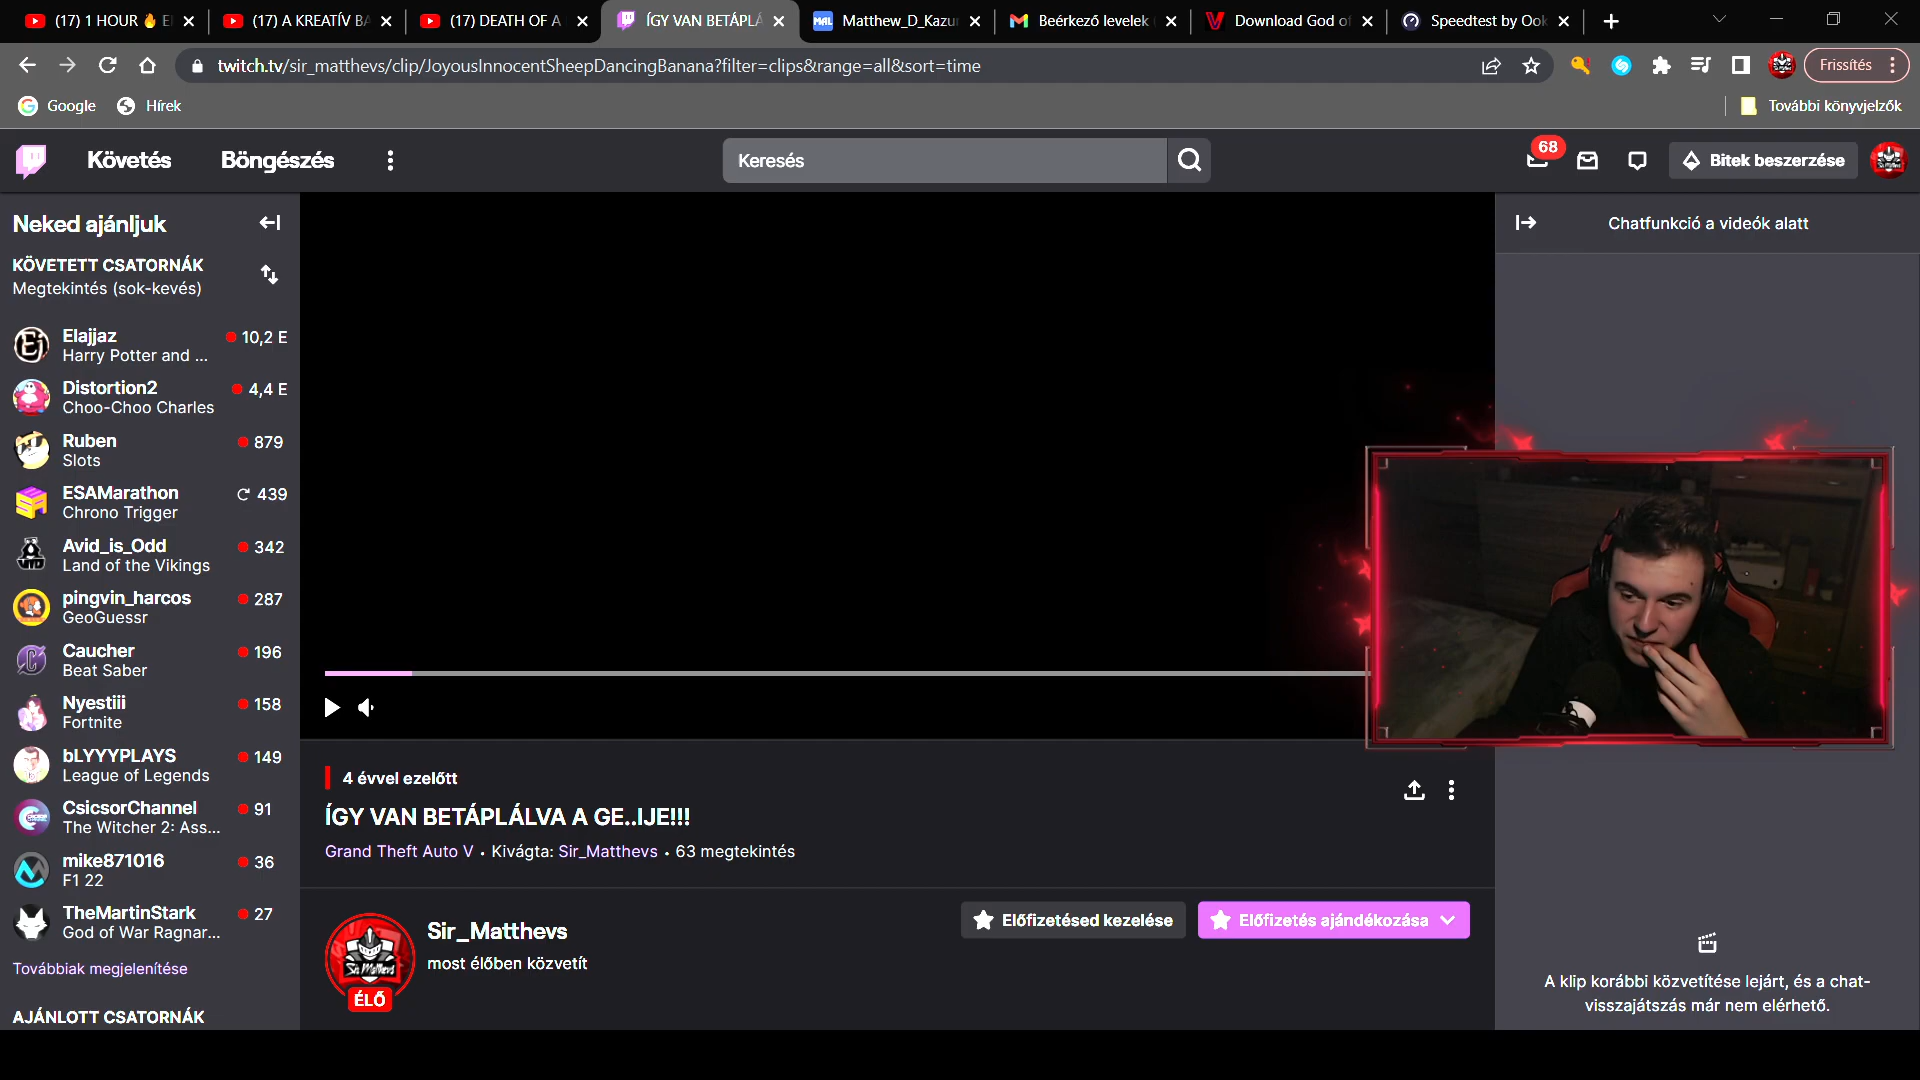 (17) 1 HOUR 🔥
(17) A KREATÍV
(17) DEATH OF A
ÍGY VAN BETÁPL
MAL
Matthew_D_Kazu
Beérkező levelek
Download God of
Speedtest by Ook
twitch.tv/sir_matthevs/clip/JoyousInnocentSheepDancingBanana?filter=clips&range=all&sort=time
Frissítés
Google
Hírek
További könyvjelzők
Követés
Böngészés
Keresés
68
Bitek beszerzése
Neked ajánljuk
KÖVETETT CSATORNÁK
Megtekintés (sok-kevés)
Elajjaz
10,2 E
Harry Potter and ...
Distortion2
4,4 E
Choo-Choo Charles
Ruben
879
Slots
ESAMarathon
439
Chrono Trigger
Avid_is_Odd
342
Land of the Vikings
pingvin_harcos
287
GeoGuessr
Caucher
196
Beat Saber
Nyestiii
158
Fortnite
bLYYYPLAYS
149
League of Legends
CsicsorChannel
91
The Witcher 2: Ass...
mike871016
36
F1 22
TheMartinStark
27
God of War Ragnar...
Továbbiak megjelenítése
AJÁNLOTT CSATORNÁK
Chatfunkció a videók alatt
4 évvel ezelőtt
ÍGY VAN BETÁPLÁLVA A GE..IJE!!!
Grand Theft Auto V • Kivágta: Sir_Matthevs • 63 megtekintés
Sir_Matthevs
most élőben közvetít
Sir Matthevs
ÉLŐ
Előfizetésed kezelése
Előfizetés ajándékozása
A klip korábbi közvetítése lejárt, és a chat-
visszajátszás már nem elérhető.